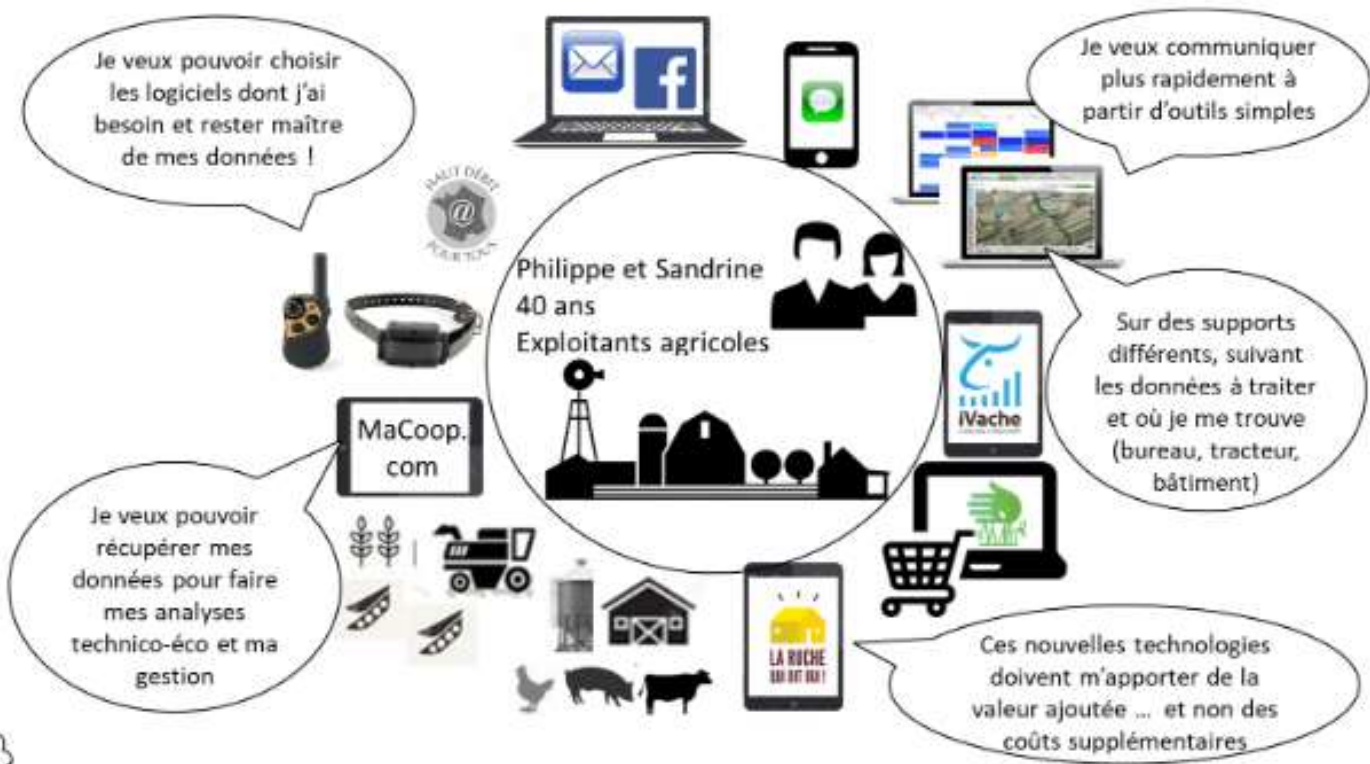 Je veux pouvoir choisir
les logiciels dont j'ai
besoin et rester maître
de mes données !
Je veux communiquer
plus rapidement à
partir d'outils simples
HAUT DÉBIT
@
POUR TOUS
Philippe et Sandrine
40 ans
Exploitants agricoles
Sur des supports
différents, suivant
les données à traiter
et où je me trouve
(bureau, tracteur,
bâtiment)
iVache
MaCoop.
com
Je veux pouvoir
récupérer mes
données pour faire
mes analyses
technico-éco et ma
gestion
LA RUCHE
QUI DIT OUI !
Ces nouvelles technologies
doivent m'apporter de la
valeur ajoutée ... et non des
coûts supplémentaires